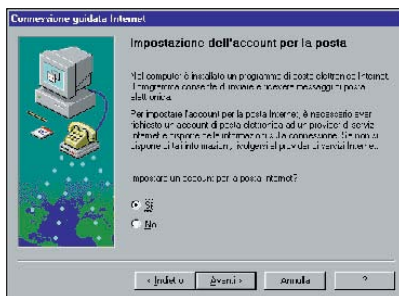 Connessione guidata Internet
Impostazione dell'account per la posta
Nel computer è installato un programma di posta elettronica Internet.
Il programma consente di inviare e ricevere messaggi di posta
elettronica.
Per impostare l'account per la posta Internet, è necessario aver
richiesto un account di posta elettronica ad un provider di servizi
Internet e disporre delle informazioni sulla connessione. Se non si
dispone di tali informazioni, rivolgersi al provider di servizi Internet.
Impostare un account per la posta Internet?
Sì
No
< Indietro Avanti > Annulla ?